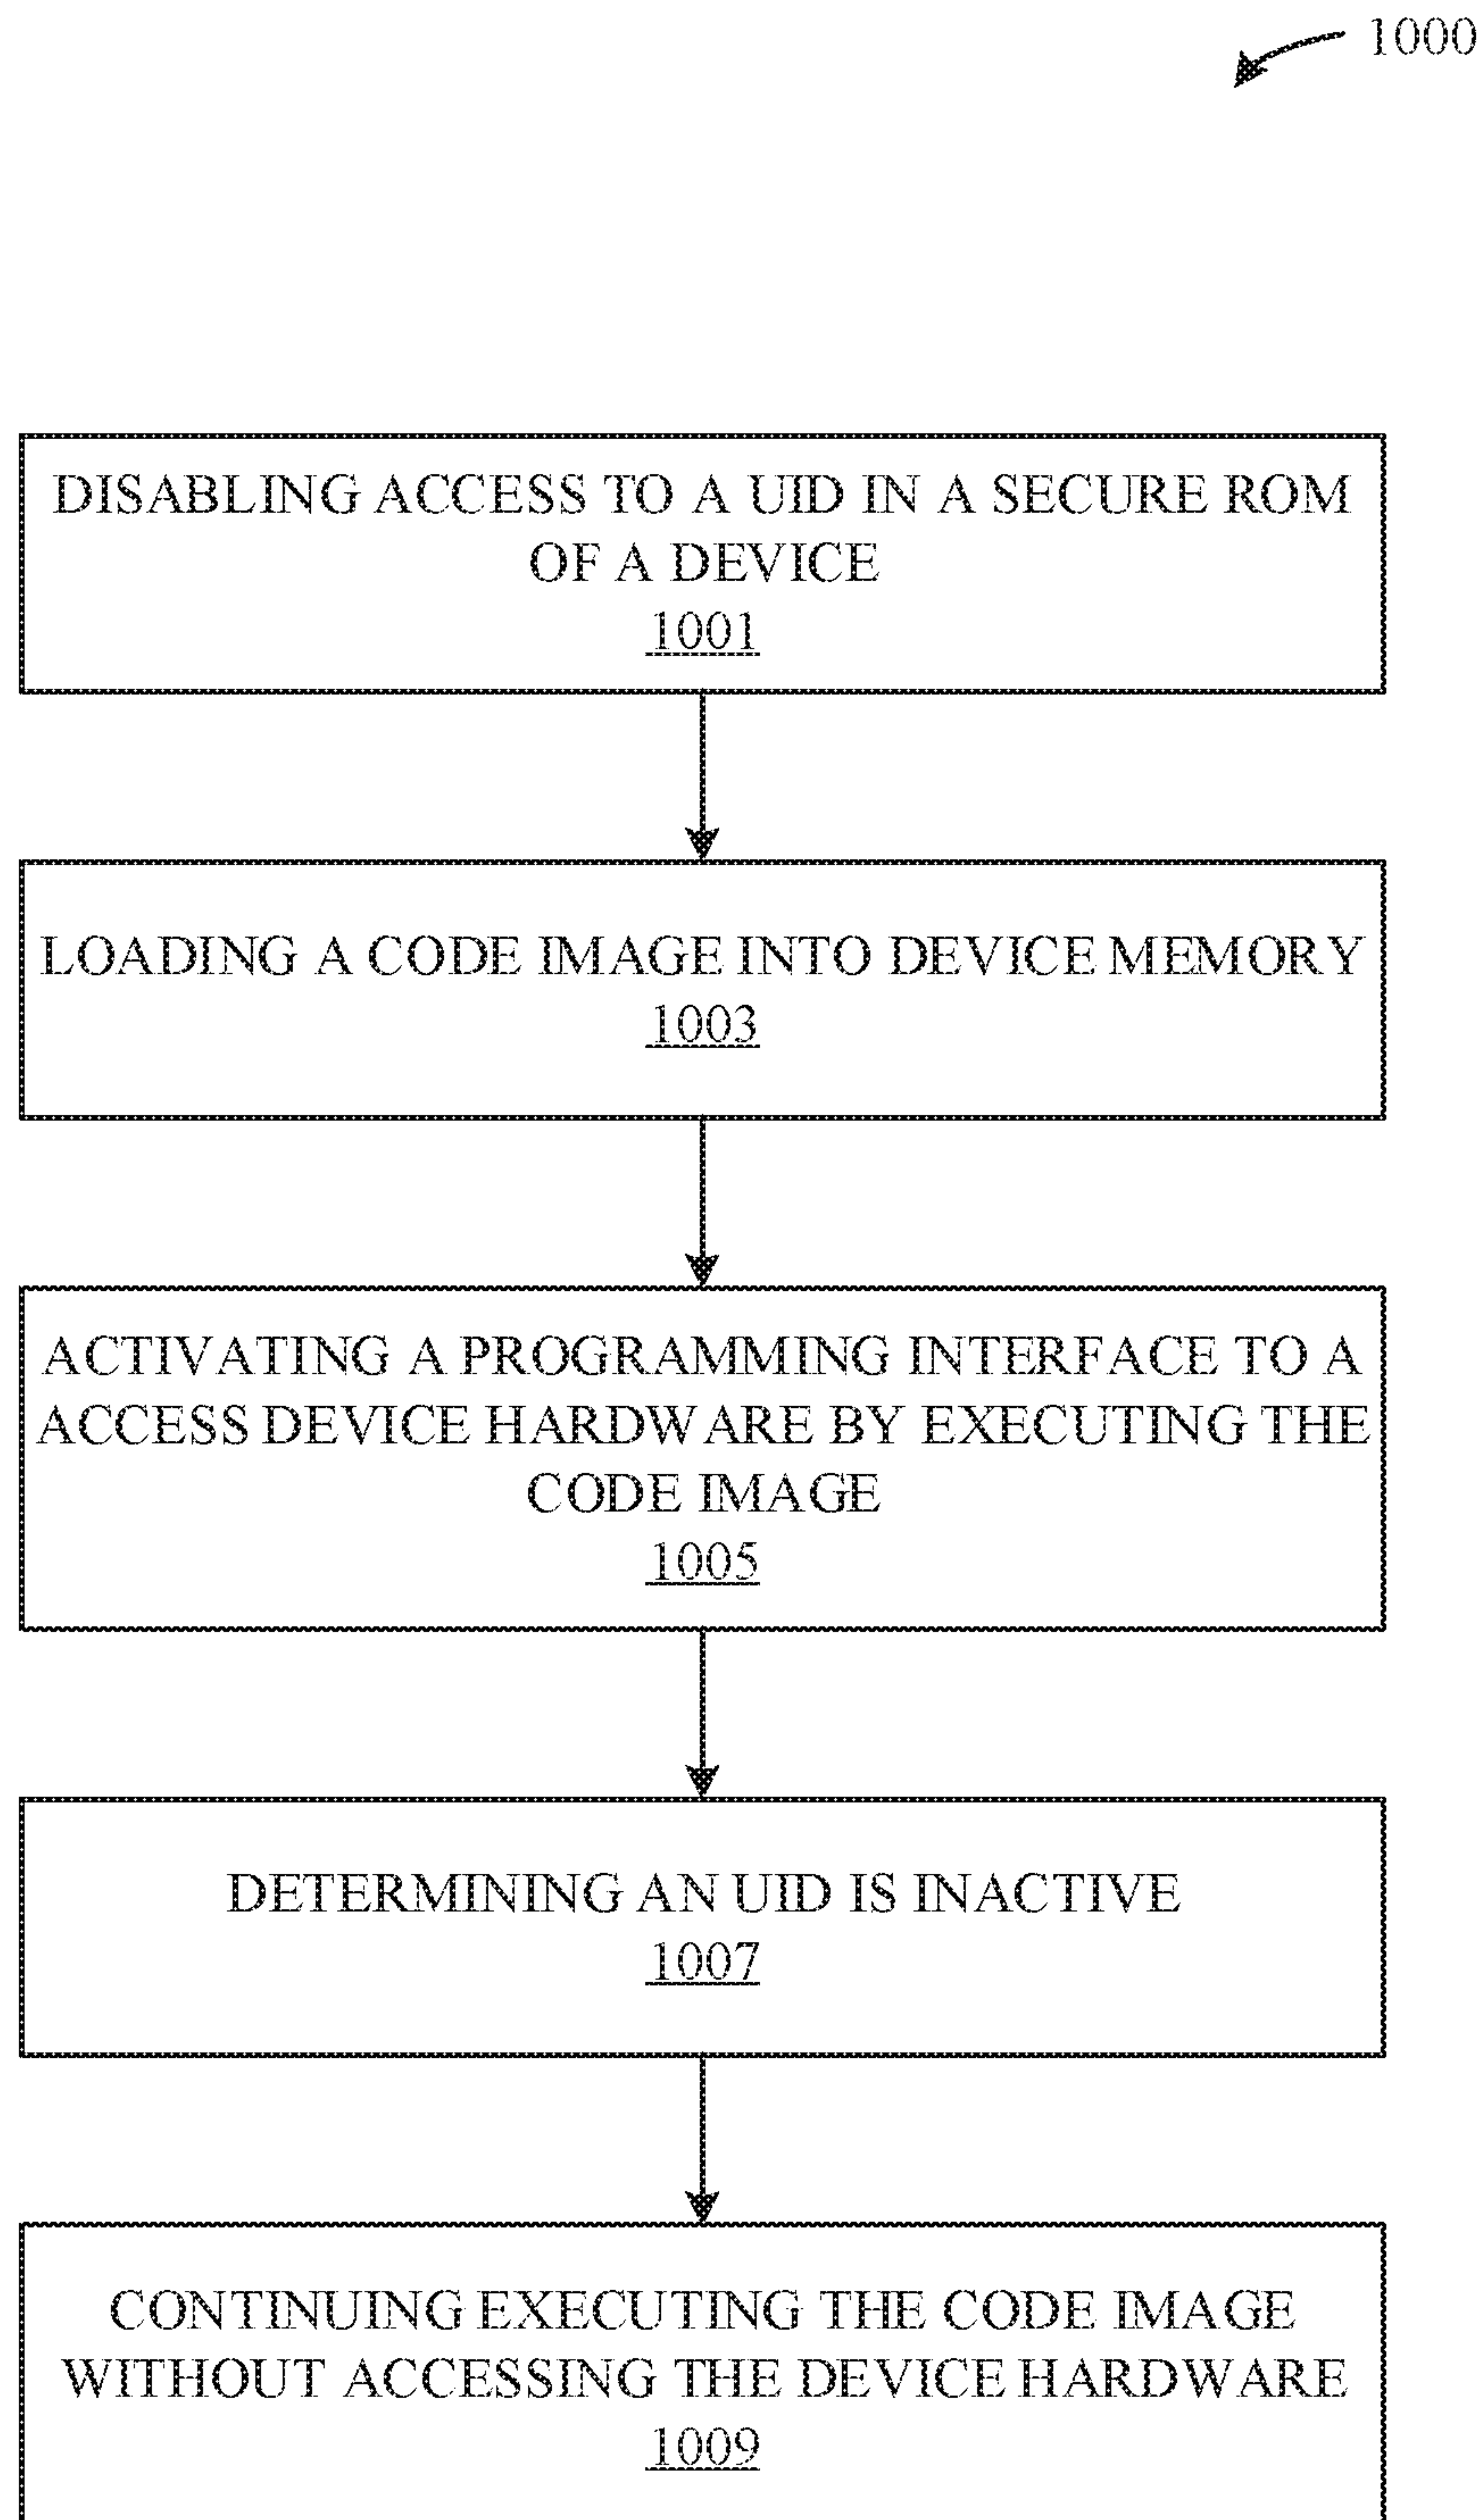 1000
DISABLING ACCESS TO A UID IN A SECURE ROM
OF A DEVICE
1001
LOADING A CODE IMAGE INTO DEVICE MEMORY
1003
ACTIVATING A PROGRAMMING INTERFACE TO A
ACCESS DEVICE HARDWARE BY EXECUTING THE
CODE IMAGE
1005
DETERMINING AN UID IS INACTIVE
1007
CONTINUING EXECUTING THE CODE IMAGE
WITHOUT ACCESSING THE DEVICE HARDWARE
1009